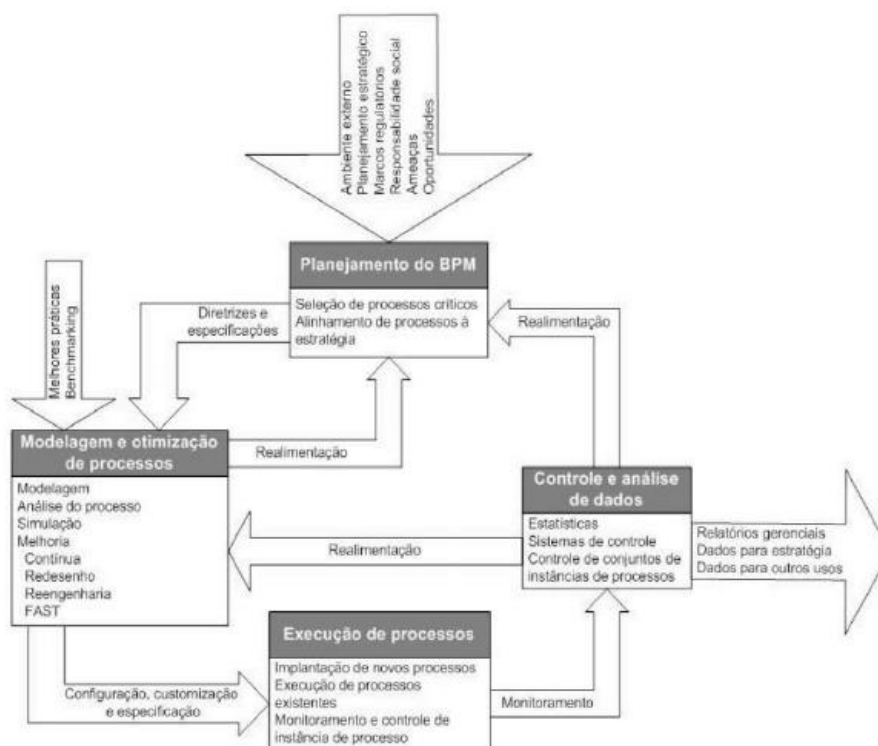 Ambiente externo
Planejamento estratégico
Marcos regulatórios
Responsabilidade social
Ameaças
Oportunidades
Planejamento do BPM
Seleção de processos críticos
Alinhamento de processos à
estratégia
Diretrizes e
especificações
Realimentação
Melhores práticas
Benchmarking
Modelagem e otimização
de processos
Modelagem
Análise do processo
Simulação
Melhoria
Contínua
Redesenho
Reengenharia
FAST
Realimentação
Controle e análise
de dados
Estatísticas
Sistemas de controle
Controle de conjuntos de
instâncias de processos
Relatórios gerenciais
Dados para estratégia
Dados para outros usos
Realimentação
Execução de processos
Implantação de novos processos
Execução de processos
existentes
Monitoramento e controle de
instância de processo
Configuração, customização
e especificação
Monitoramento